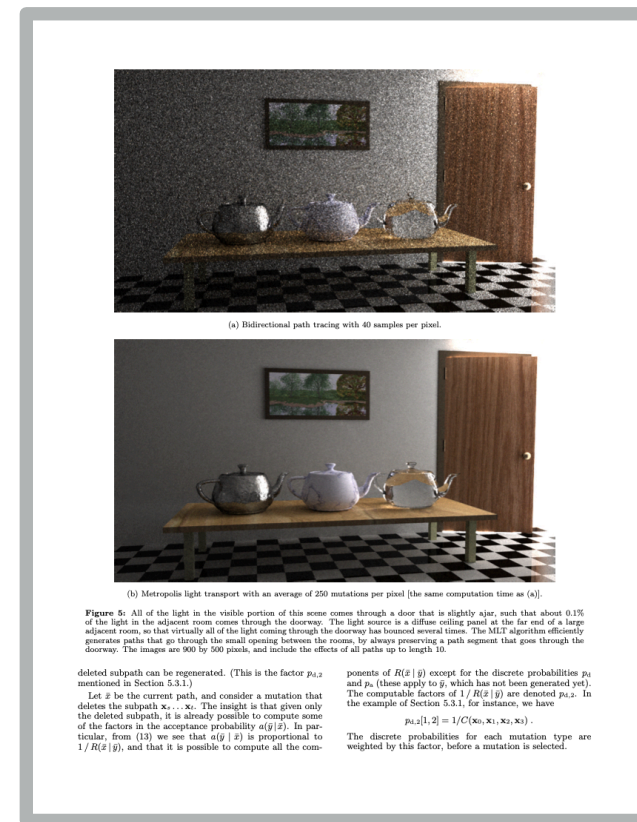 (a) Bidirectional path tracing with 40 samples per pixel.
(b) Metropolis light transport with an average of 250 mutations per pixel [the same computation time as (a)].
Figure 5: All of the light in the visible portion of this scene comes through a door that is slightly ajar, such that about 0.1%
of the light in the adjacent room comes through the doorway. The light source is a diffuse ceiling panel at the far end of a large
adjacent room, so that virtually all of the light coming through the doorway has bounced several times. The MLT algorithm efficiently
generates paths that go through the small opening between the rooms, by always preserving a path segment that goes through the
doorway. The images are 900 by 500 pixels, and include the effects of all paths up to length 10.
deleted subpath can be regenerated. (This is the factor p_{d,2}
mentioned in Section 5.3.1.)
Let x̄ be the current path, and consider a mutation that
deletes the subpath x_s . . . x_t. The insight is that given only
the deleted subpath, it is already possible to compute some
of the factors in the acceptance probability a(ȳ | x̄). In par-
ticular, from (13) we see that a(ȳ | x̄) is proportional to
1 / R(x̄ | ȳ), and that it is possible to compute all the com-
ponents of R(x̄ | ȳ) except for the discrete probabilities p_d
and p_a (these apply to ȳ, which has not been generated yet).
The computable factors of 1 / R(x̄ | ȳ) are denoted p_{d,2}. In
the example of Section 5.3.1, for instance, we have
p_{d,2}[1, 2] = 1/C(x₀, x₁, x₂, x₃) .
The discrete probabilities for each mutation type are
weighted by this factor, before a mutation is selected.